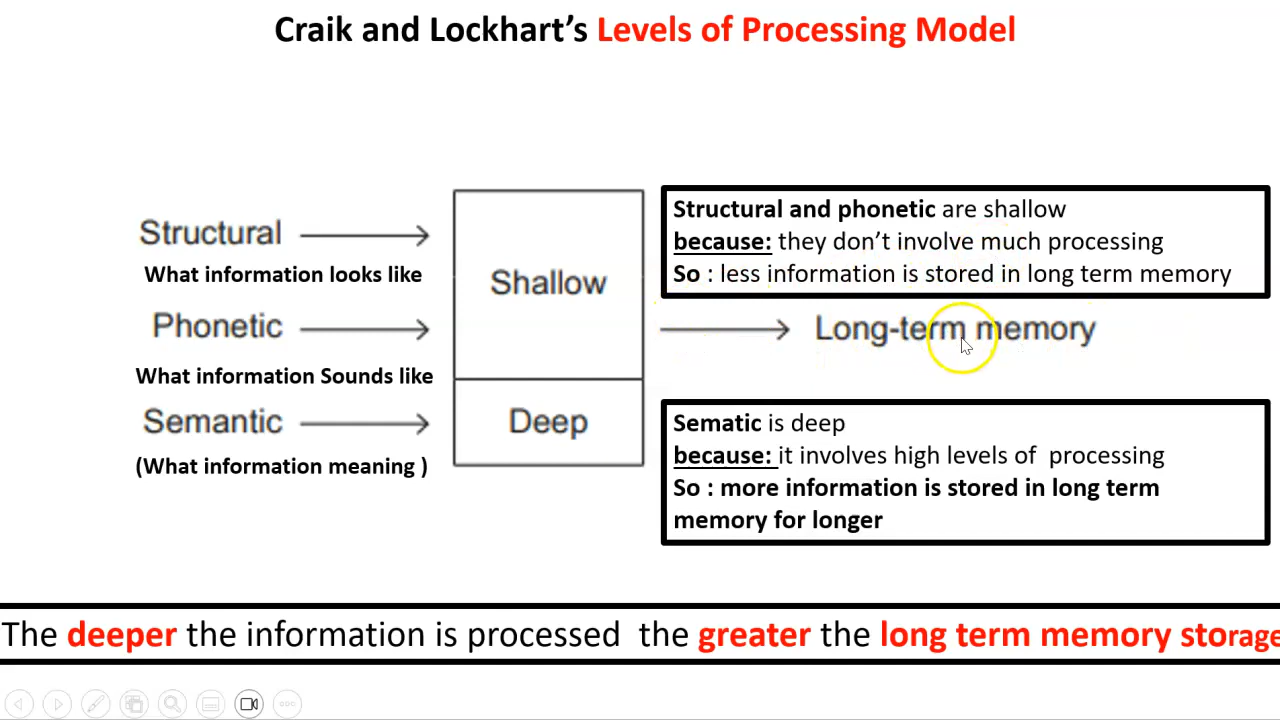 Craik and Lockhart's Levels of Processing Model
Structural
What information looks like
Phonetic
What information Sounds like
Semantic
(What information meaning )
Shallow
Deep
Structural and phonetic are shallow
because: they don't involve much processing
So : less information is stored in long term memory
Long-term memory
Sematic is deep
because: it involves high levels of  processing
So : more information is stored in long term
memory for longer
The deeper the information is processed  the greater the long term memory storage